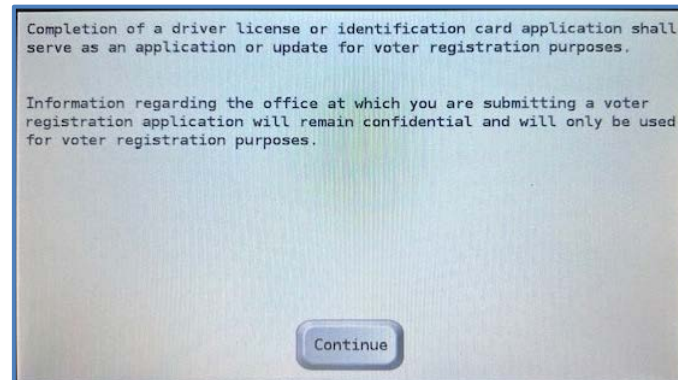 Completion of a driver license or identification card application shall
serve as an application or update for voter registration purposes.
Information regarding the office at which you are submitting a voter
registration application will remain confidential and will only be used
for voter registration purposes.
Continue